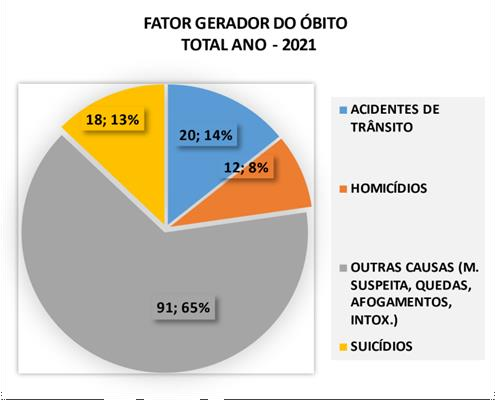 FATOR GERADOR DO ÓBITO
TOTAL ANO - 2021
18; 13%
20; 14%
12; 8%
91; 65%
ACIDENTES DE
TRÂNSITO
HOMICÍDIOS
OUTRAS CAUSAS (M.
SUSPEITA, QUEDAS,
AFOGAMENTOS,
INTOX.)
SUICÍDIOS